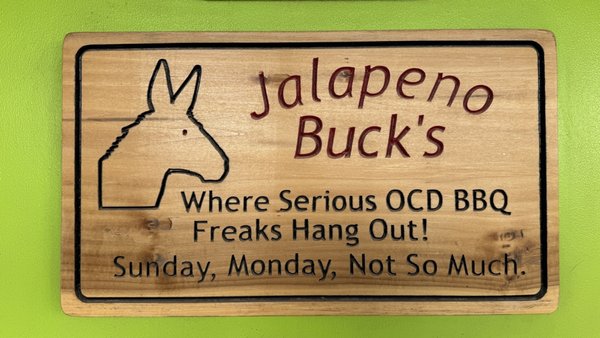 Jalapeno
Buck's
Where Serious OCD BBQ
Freaks Hang Out!
Sunday, Monday, Not So Much.